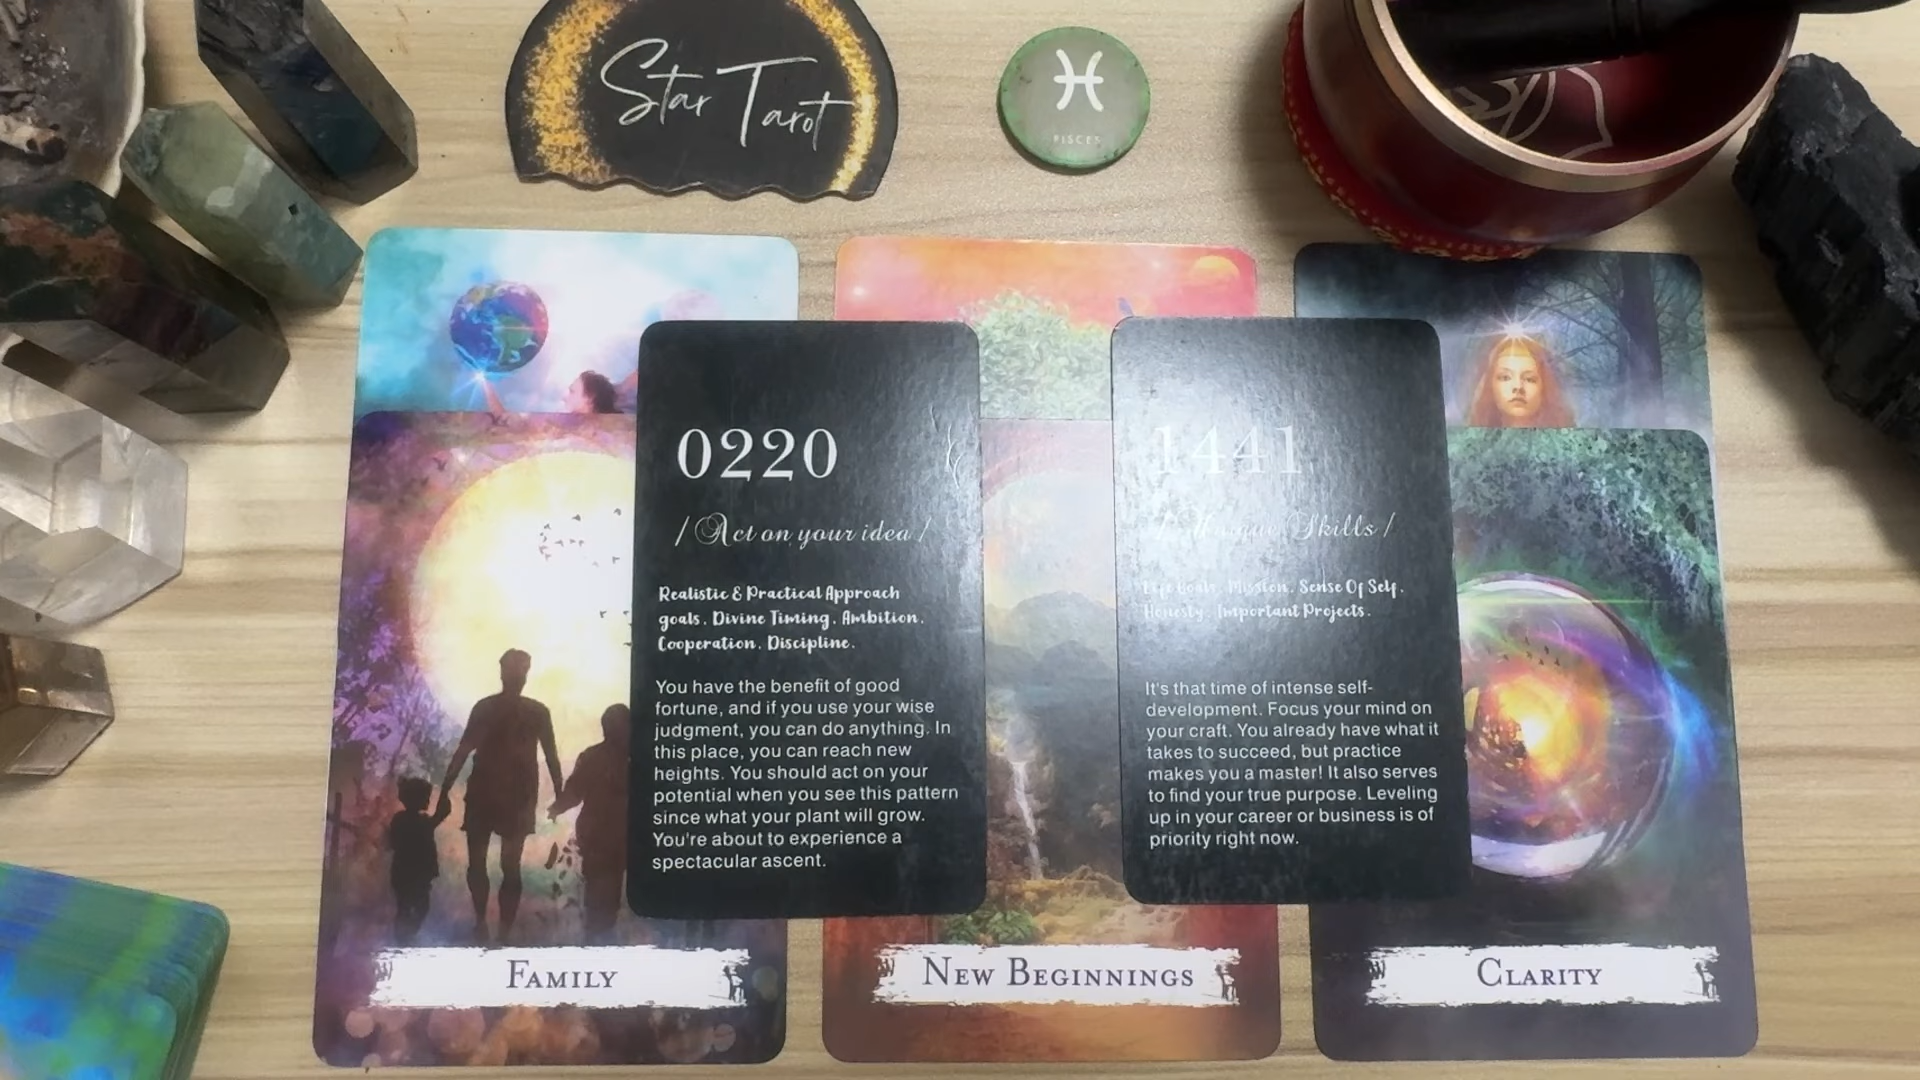 Star Tarot
PISCES
0220
/ Act on your idea /
Realistic & Practical Approach
goals, Divine Timing, Ambition,
Cooperation, Discipline.
You have the benefit of good
fortune, and if you use your wise
judgment, you can do anything. In
this place, you can reach new
heights. You should act on your
potential when you see this pattern
since what your plant will grow.
You're about to experience a
spectacular ascent.
1441
/ Unique Skills /
Life Goals, Mission, Sense Of Self,
Honesty, Important Projects.
It's that time of intense self-
development. Focus your mind on
your craft. You already have what it
takes to succeed, but practice
makes you a master! It also serves
to find your true purpose. Leveling
up in your career or business is of
priority right now.
FAMILY
NEW BEGINNINGS
CLARITY